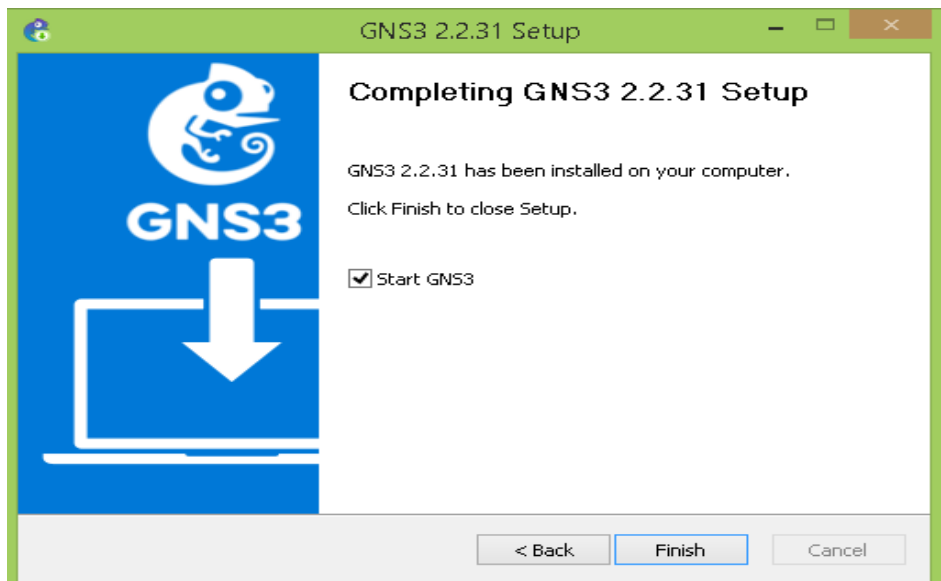 GNS3 2.2.31 Setup
Completing GNS3 2.2.31 Setup
GNS3
GNS3 2.2.31 has been installed on your computer.
Click Finish to close Setup.
Start GNS3
< Back
Finish
Cancel